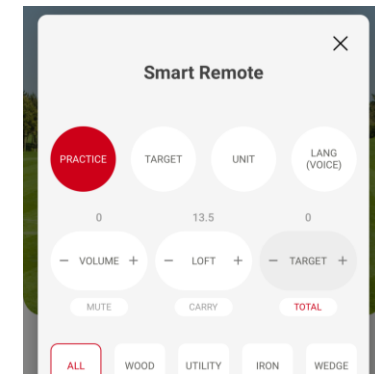 Smart Remote
PRACTICE
TARGET
UNIT
LANG
(VOICE)
0
13.5
0
− VOLUME +
− LOFT +
− TARGET +
MUTE
CARRY
TOTAL
ALL
WOOD
UTILITY
IRON
WEDGE